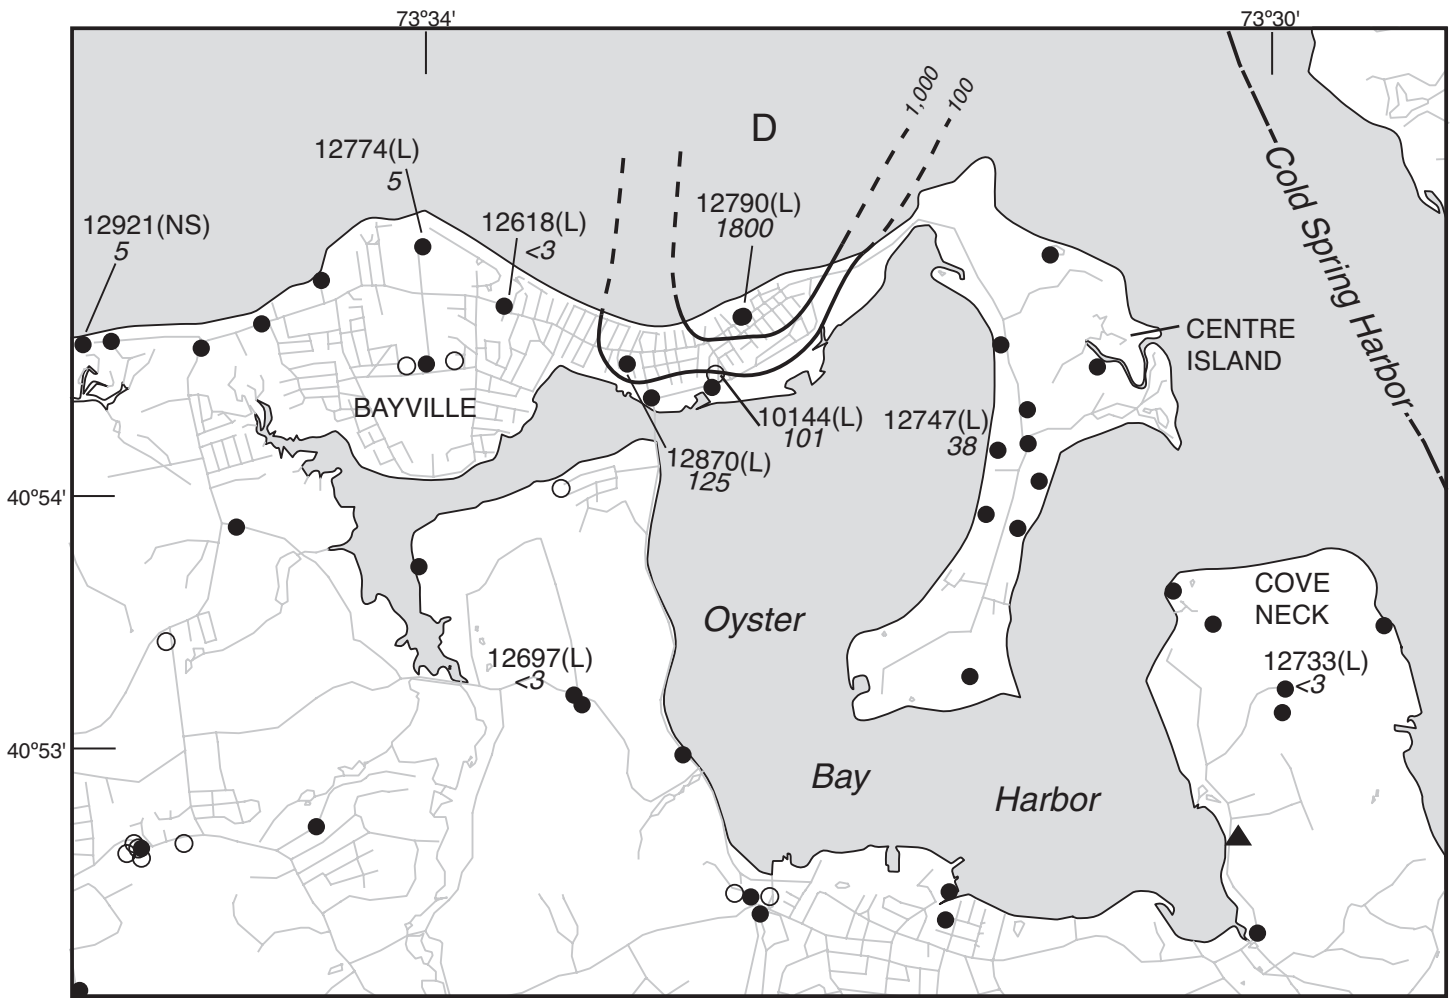 73°34'
73°30'
1,000
100
D
12774(L)
5
12921(NS)
5
12618(L)
<3
12790(L)
1800
Cold Spring Harbor
CENTRE
ISLAND
BAYVILLE
10144(L)
101
12747(L)
38
12870(L)
125
40°54'
COVE
NECK
Oyster
12697(L)
<3
12733(L)
<3
40°53'
Bay
Harbor